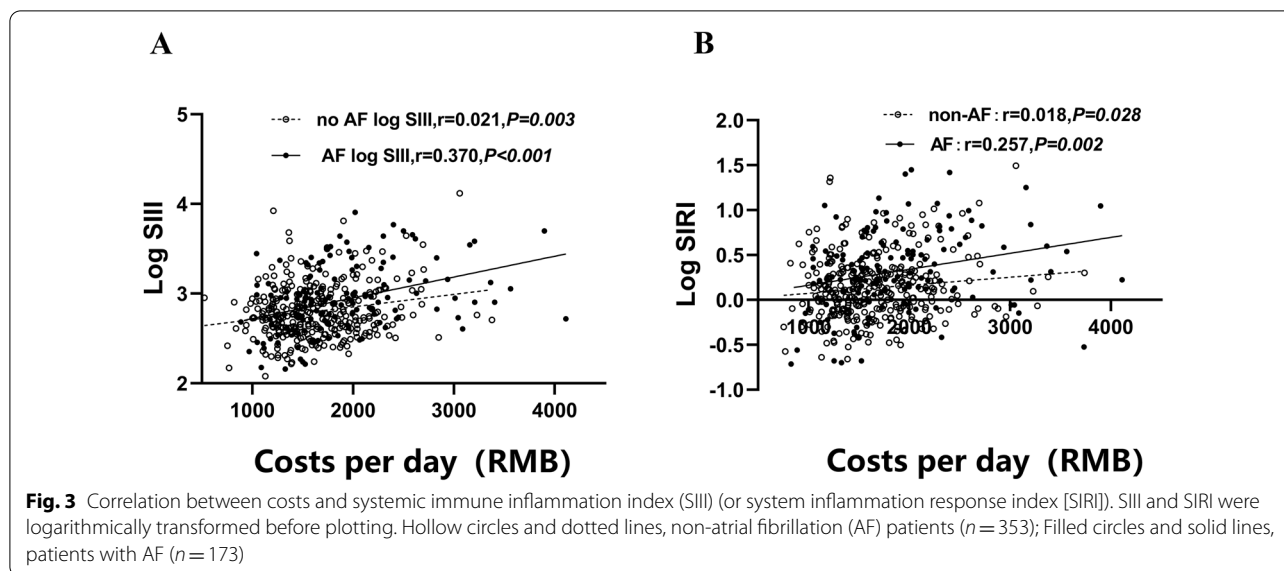 A
B
no AF log SIII,r=0.021,P=0.003
AF log SIII,r=0.370,P<0.001
5
4
3
2
Log SIII
1000
2000
3000
4000
Costs per day (RMB)
non-AF: r=0.018,P=0.028
AF: r=0.257,P=0.002
2.0
1.5
1.0
0.5
0.0
-0.5
-1.0
Log SIRI
1000
2000
3000
4000
Costs per day (RMB)
Fig. 3 Correlation between costs and systemic immune inflammation index (SIII) (or system inflammation response index [SIRI]). SIII and SIRI were
logarithmically transformed before plotting. Hollow circles and dotted lines, non-atrial fibrillation (AF) patients (n = 353); Filled circles and solid lines,
patients with AF (n = 173)